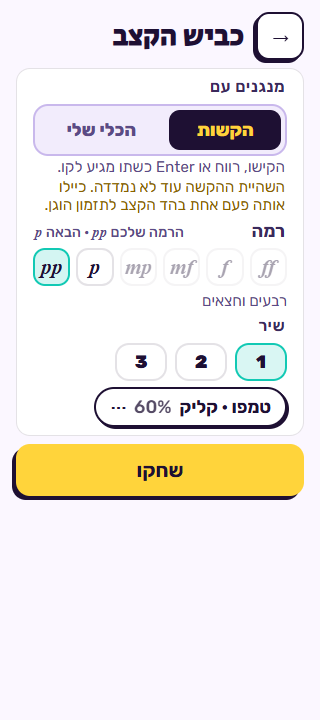 כביש הקצב →
מנגנים עם
הקשות הכלי שלי
הקישו, רווח או Enter כשתו מגיע לקו.
השהיית ההקשה עוד לא נמדדה. כיילו
אותה פעם אחת בהד הקצב לתזמון הוגן.
רמה הרמה שלכם pp • הבאה p
ff f mf mp p pp
רבעים וחצאים
שיר
1 2 3
טמפו • קליק 60% ⋯
שחקו